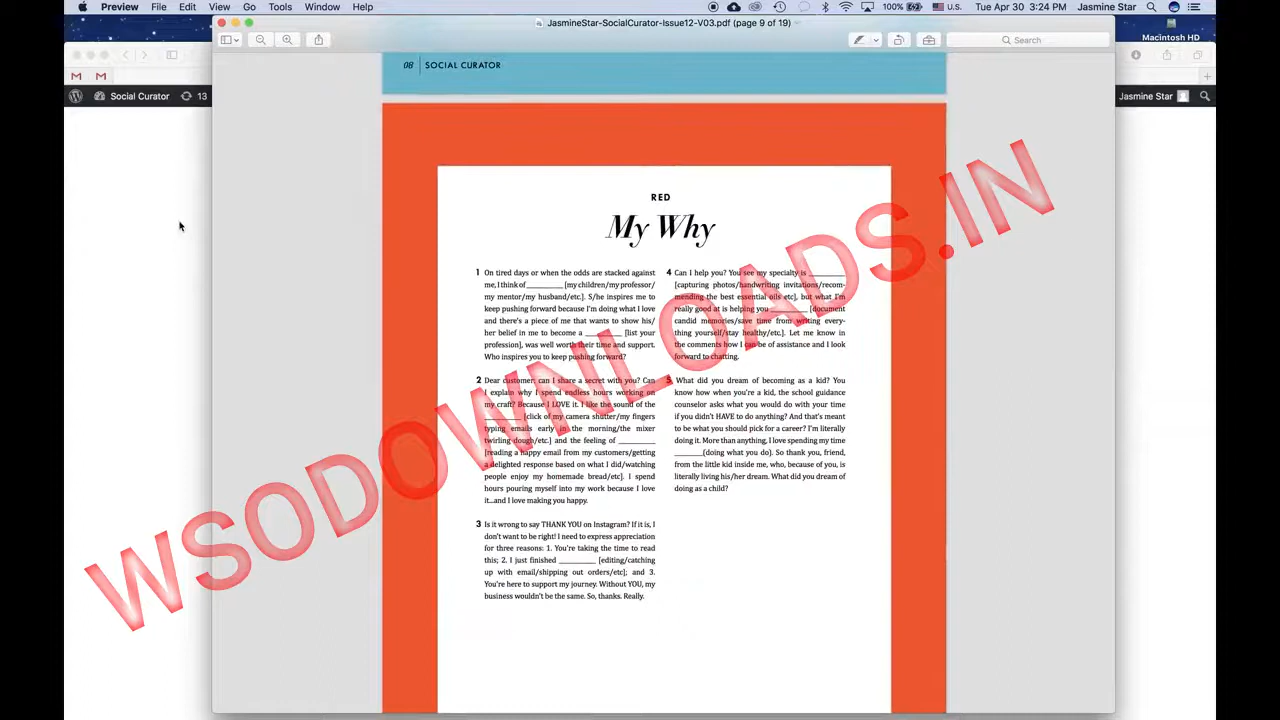 Preview File Edit View Go Tools Window Help
100% U.S. Tue Apr 30 3:24 PM Jasmine Star
JasmineStar-SocialCurator-Issue12-V03.pdf (page 9 of 19)
Macintosh HD
Search
Social Curator 13
Jasmine Star
08 SOCIAL CURATOR
RED
My Why
1 On tired days or when the odds are stacked against
me, I think of __________ [my children/my professor/
my mentor/my husband/etc.]. S/he inspires me to
keep pushing forward because I'm doing what I love
and there's a piece of me that wants to show his/
her belief in me to become a __________ [list your
profession], was well worth their time and support.
Who inspires you to keep pushing forward?
2 Dear customer, can I share a secret with you? Can
I explain why I spend endless hours working on
my craft? Because I LOVE it. I like the sound of the
__________ [click of my camera shutter/my fingers
typing emails early in the morning/the mixer
twirling dough/etc.] and the feeling of __________
[reading a happy email from my customers/getting
a delighted response based on what I did/watching
people enjoy my homemade bread/etc]. I spend
hours pouring myself into my work because I love
it...and I love making you happy.
3 Is it wrong to say THANK YOU on Instagram? If it is, I
don't want to be right! I need to express appreciation
for three reasons: 1. You're taking the time to read
this; 2. I just finished __________ [editing/catching
up with email/shipping out orders/etc]; and 3.
You're here to support my journey. Without YOU, my
business wouldn't be the same. So, thanks. Really.
4 Can I help you? You see my specialty is __________
[capturing photos/handwriting invitations/recom-
mending the best essential oils etc], but what I'm
really good at is helping you __________ [document
candid memories/save time from writing every-
thing yourself/stay healthy/etc.]. Let me know in
the comments how I can be of assistance and I look
forward to chatting.
5 What did you dream of becoming as a kid? You
know how when you're a kid, the school guidance
counselor asks what you would do with your time
if you didn't HAVE to do anything? And that's meant
to be what you should pick for a career? I'm literally
doing it. More than anything, I love spending my time
________(doing what you do). So thank you, friend,
from the little kid inside me, who, because of you, is
literally living his/her dream. What did you dream of
doing as a child?
WSODOWNLOADS.IN